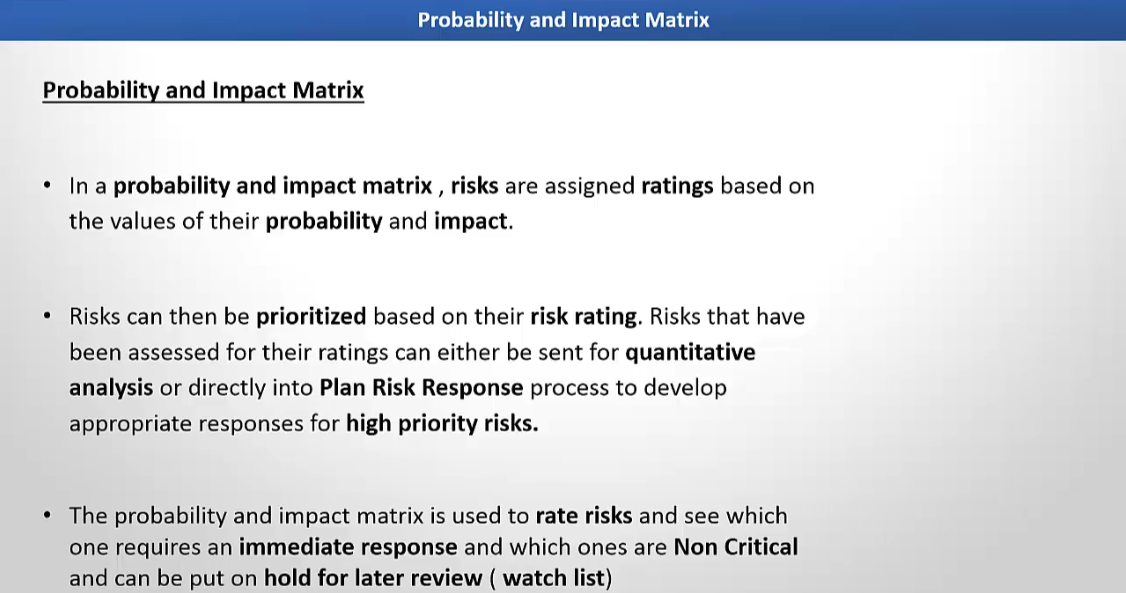 Probability and Impact Matrix
Probability and Impact Matrix
• In a probability and impact matrix , risks are assigned ratings based on
the values of their probability and impact.
• Risks can then be prioritized based on their risk rating. Risks that have
been assessed for their ratings can either be sent for quantitative
analysis or directly into Plan Risk Response process to develop
appropriate responses for high priority risks.
• The probability and impact matrix is used to rate risks and see which
one requires an immediate response and which ones are Non Critical
and can be put on hold for later review ( watch list)